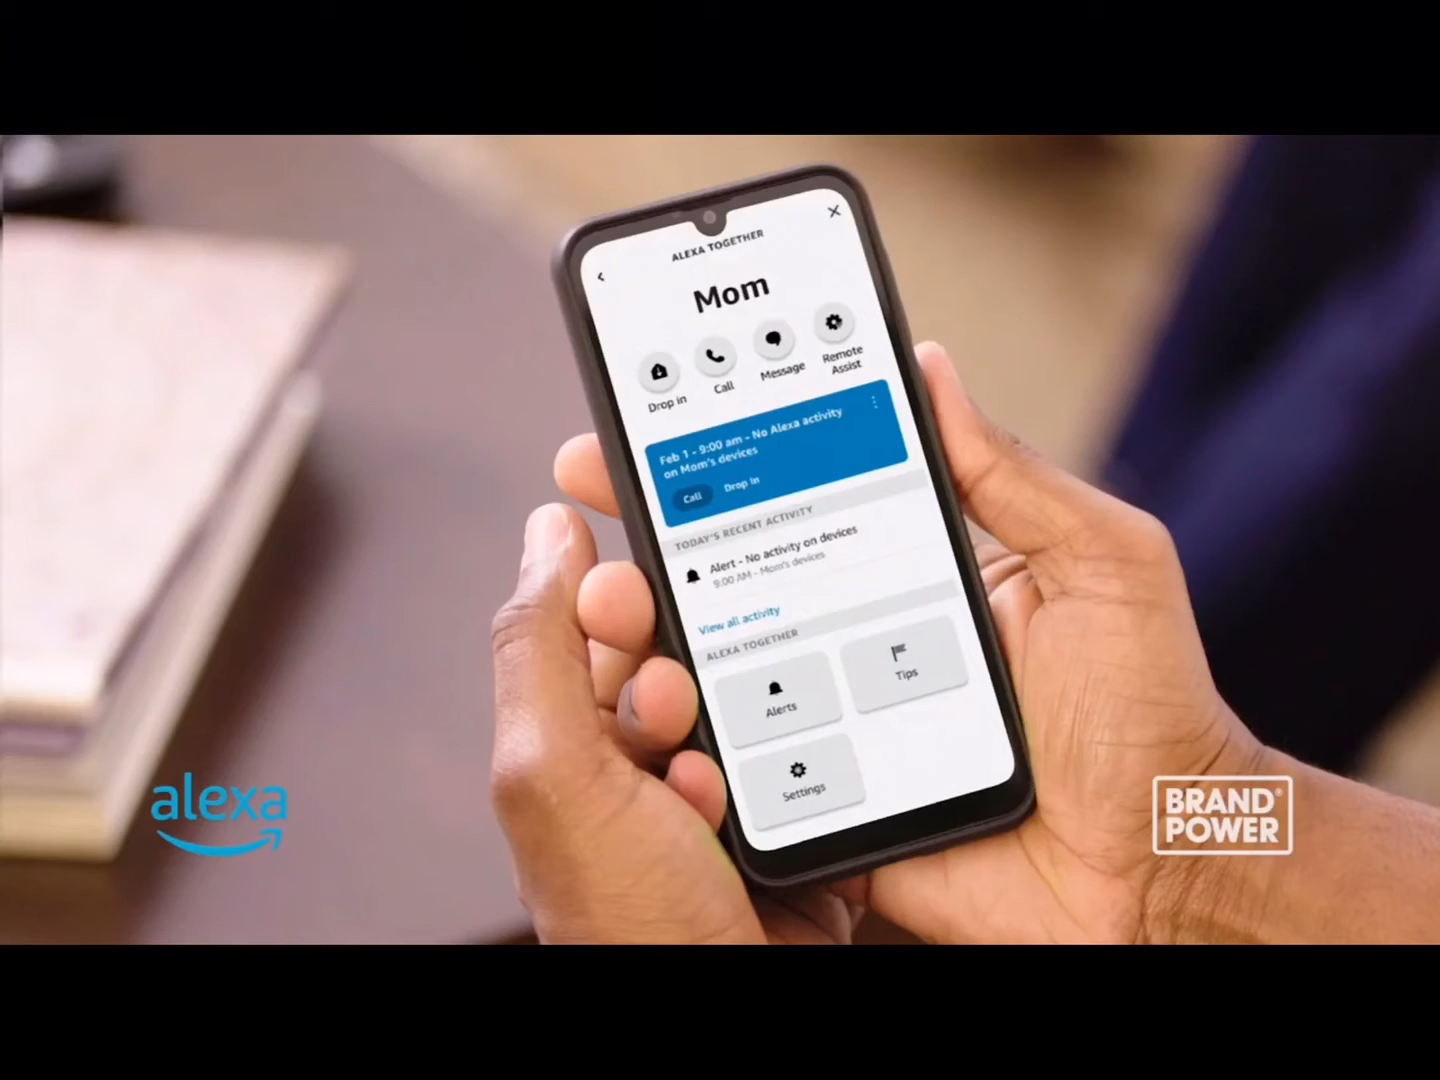 ALEXA TOGETHER
Mom
Drop in
Call
Message
Remote
Assist
Feb 1 - 9:00 am - No Alexa activity
on Mom's devices
Call
Drop In
TODAY'S RECENT ACTIVITY
Alert - No activity on devices
9:00 AM - Mom's devices
View all activity
ALEXA TOGETHER
Alerts
Tips
Settings
alexa
BRAND®
POWER